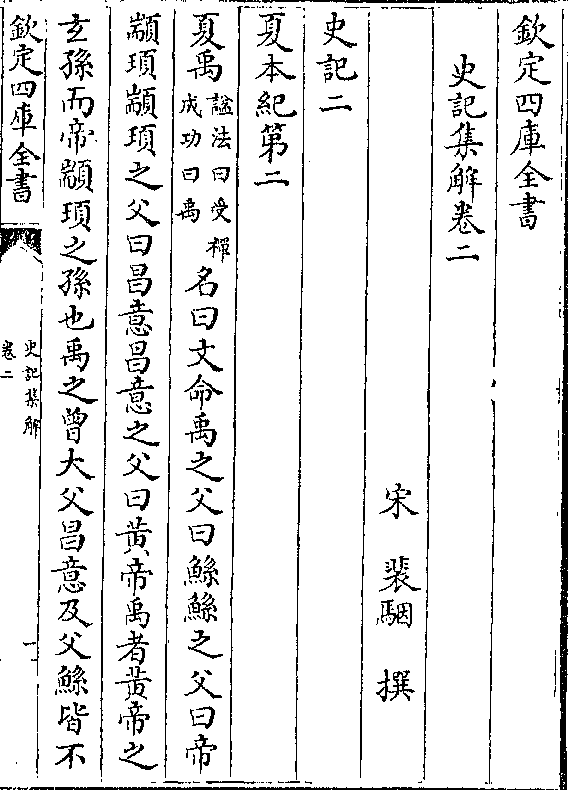 欽定四庫全書
史記集解卷二
宋 裴駰 撰
史記二
夏本紀第二
夏禹諡法曰受禪成功曰禹名曰文命禹之父曰鯀鯀之父曰帝
顓頊顓頊之父曰昌意昌意之父曰黃帝禹者黃帝之
玄孫而帝顓頊之孫也禹之曾大父昌意及父鯀皆不
欽定四庫全書
史記集解
卷二
一